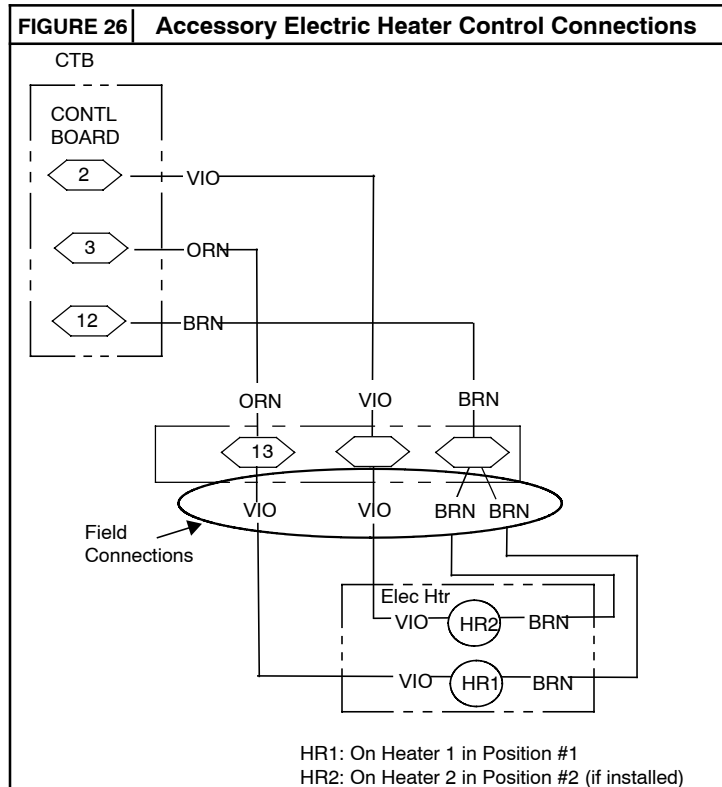 FIGURE 26 Accessory Electric Heater Control Connections
CTB
CONTL
BOARD
2 VIO
3 ORN
12 BRN
ORN VIO BRN
13
VIO VIO BRN BRN
Field
Connections
Elec Htr
VIO HR2 BRN
VIO HR1 BRN
HR1: On Heater 1 in Position #1
HR2: On Heater 2 in Position #2 (if installed)